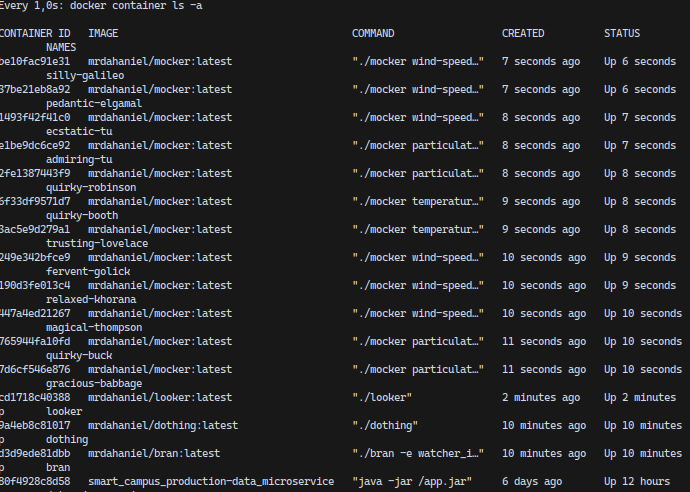 Every 1,0s: docker container ls -a
CONTAINER ID IMAGE COMMAND CREATED STATUS
NAMES
be10fac91e31 mrdahaniel/mocker:latest "./mocker wind-speed…" 7 seconds ago Up 6 seconds
silly-galileo
37be21eb8a92 mrdahaniel/mocker:latest "./mocker wind-speed…" 7 seconds ago Up 6 seconds
pedantic-elgamal
1493f42f41c0 mrdahaniel/mocker:latest "./mocker wind-speed…" 8 seconds ago Up 7 seconds
ecstatic-tu
e1be9dc6ce92 mrdahaniel/mocker:latest "./mocker particulat…" 8 seconds ago Up 7 seconds
admiring-tu
2fe1387443f9 mrdahaniel/mocker:latest "./mocker particulat…" 8 seconds ago Up 8 seconds
quirky-robinson
6f33df9571d7 mrdahaniel/mocker:latest "./mocker temperatur…" 9 seconds ago Up 8 seconds
quirky-booth
3ac5e9d279a1 mrdahaniel/mocker:latest "./mocker temperatur…" 9 seconds ago Up 8 seconds
trusting-lovelace
249e342bfce9 mrdahaniel/mocker:latest "./mocker wind-speed…" 10 seconds ago Up 9 seconds
fervent-golick
190d3fe013c4 mrdahaniel/mocker:latest "./mocker wind-speed…" 10 seconds ago Up 9 seconds
relaxed-khorana
447a4ed21267 mrdahaniel/mocker:latest "./mocker wind-speed…" 10 seconds ago Up 10 seconds
magical-thompson
765944fa10fd mrdahaniel/mocker:latest "./mocker particulat…" 11 seconds ago Up 10 seconds
quirky-buck
7d6cf546e876 mrdahaniel/mocker:latest "./mocker particulat…" 11 seconds ago Up 10 seconds
gracious-babbage
cd1718c40388 mrdahaniel/looker:latest "./looker" 2 minutes ago Up 2 minutes
p looker
9a4eb8c81017 mrdahaniel/dothing:latest "./dothing" 10 minutes ago Up 10 minutes
p dothing
d3d9ede81dbb mrdahaniel/bran:latest "./bran -e watcher_i…" 10 minutes ago Up 10 minutes
p bran
80f4928c8d58 smart_campus_production-data_microservice "java -jar /app.jar" 6 days ago Up 12 hours